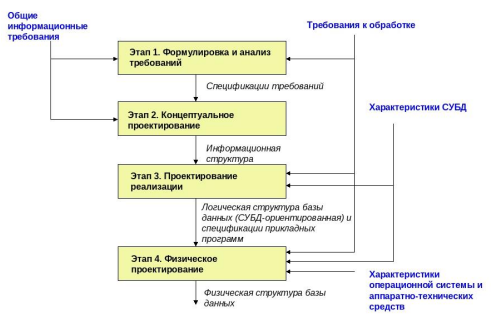 Общие
информационные
требования
Требования к обработке
Этап 1. Формулировка и анализ
требований
Спецификации требований
Характеристики СУБД
Этап 2. Концептуальное
проектирование
Информационная
структура
Этап 3. Проектирование
реализации
Логическая структура базы
данных (СУБД-ориентированная) и
спецификации прикладных
программ
Этап 4. Физическое
проектирование
Характеристики
операционной системы и
аппаратно-технических
средств
Физическая структура базы
данных